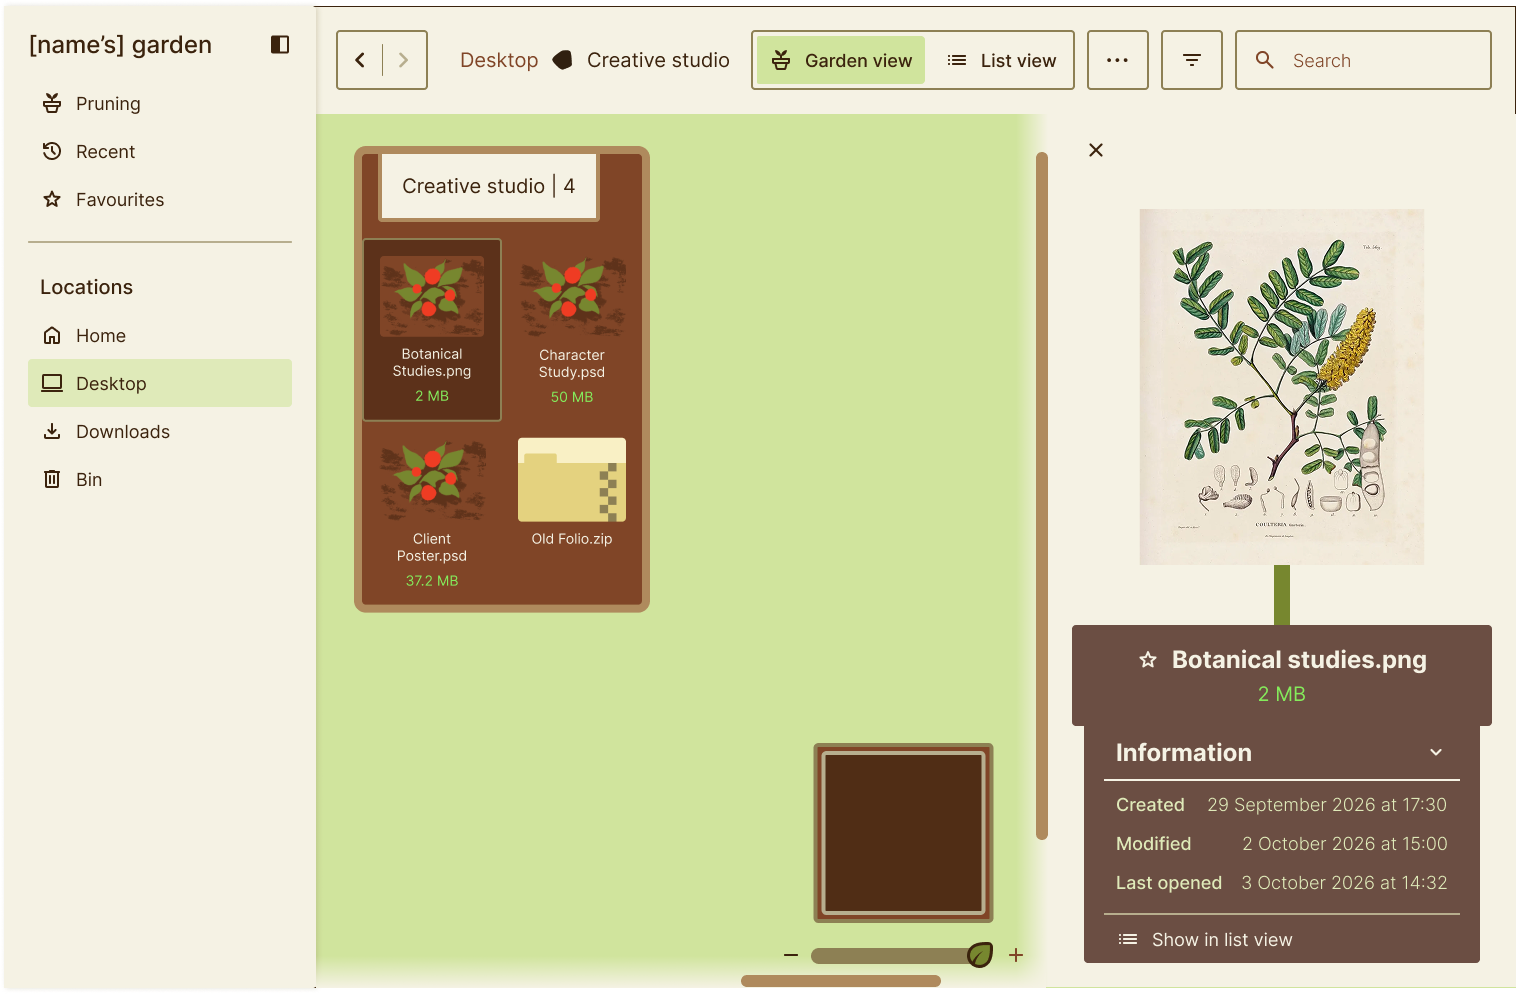 [name’s] garden
Pruning
Recent
Favourites
Locations
Home
Desktop
Downloads
Bin
Desktop
Creative studio
Garden view
List view
Search
Creative studio | 4
Botanical
Studies.png
2 MB
Character
Study.psd
50 MB
Client
Poster.psd
37.2 MB
Old Folio.zip
COULTERIA
Botanical studies.png
2 MB
Information
Created 29 September 2026 at 17:30
Modified 2 October 2026 at 15:00
Last opened 3 October 2026 at 14:32
Show in list view